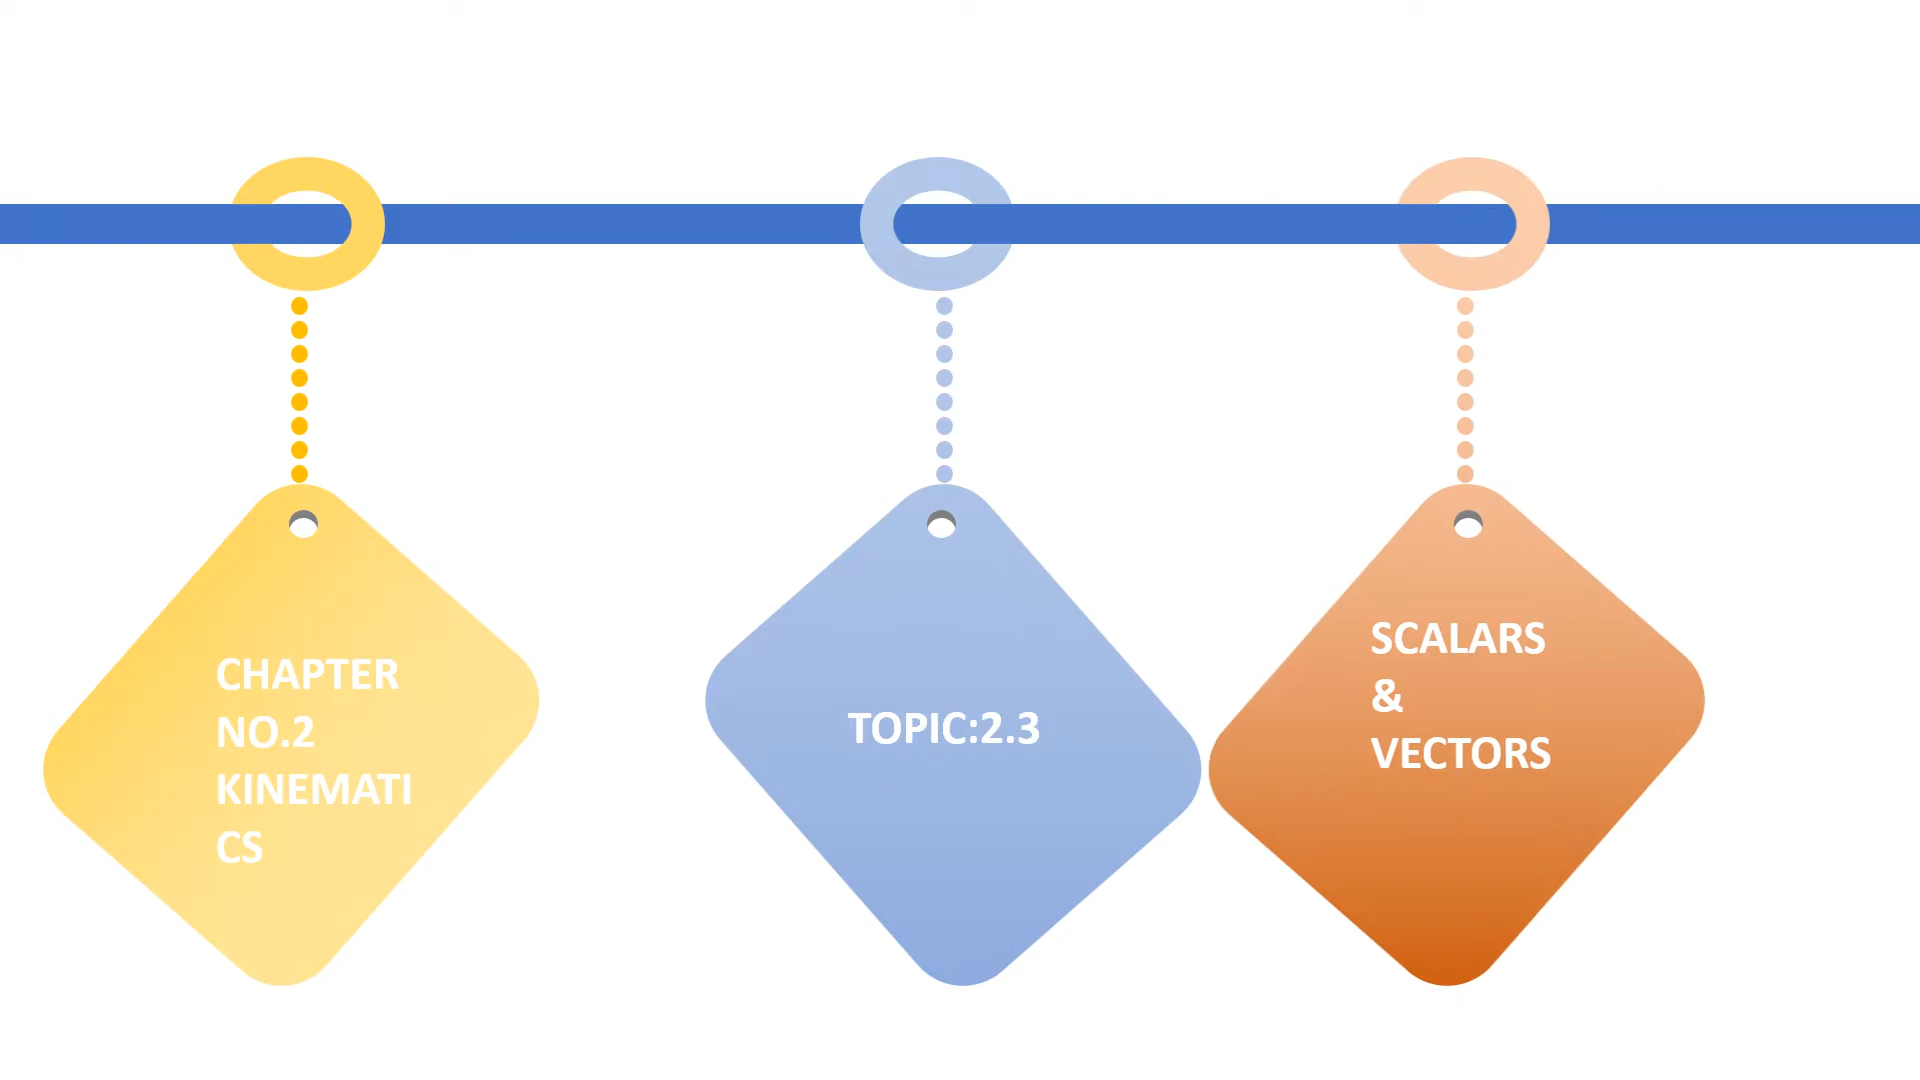 CHAPTER
NO.2
KINEMATI
CS
TOPIC:2.3
SCALARS
&
VECTORS